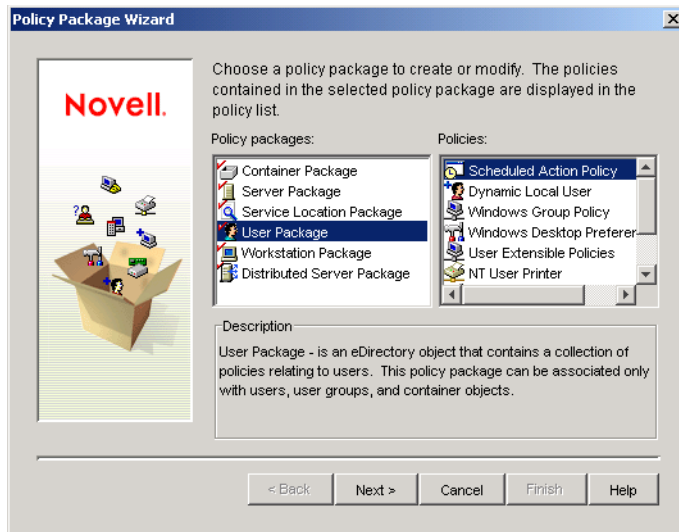 Policy Package Wizard
Novell.
Choose a policy package to create or modify. The policies
contained in the selected policy package are displayed in the
policy list.
Policy packages:
Container Package
Server Package
Service Location Package
User Package
Workstation Package
Distributed Server Package
Policies:
Scheduled Action Policy
Dynamic Local User
Windows Group Policy
Windows Desktop Preferer
User Extensible Policies
NT User Printer
Description
User Package - is an eDirectory object that contains a collection of
policies relating to users. This policy package can be associated only
with users, user groups, and container objects.
< Back
Next >
Cancel
Finish
Help